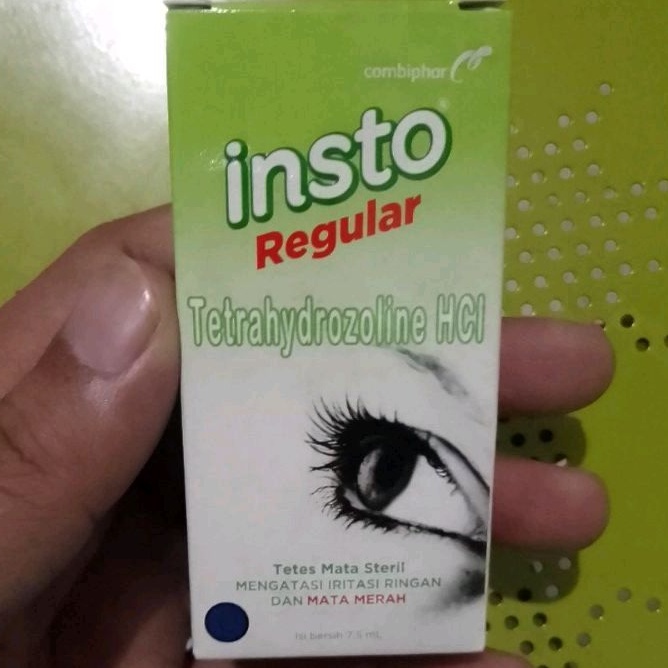 combiphar
insto
Regular
Tetrahydrozoline HCl
Tetes Mata Steril
MENGATASI IRITASI RINGAN
DAN MATA MERAH
Isi bersih 7.5 mL